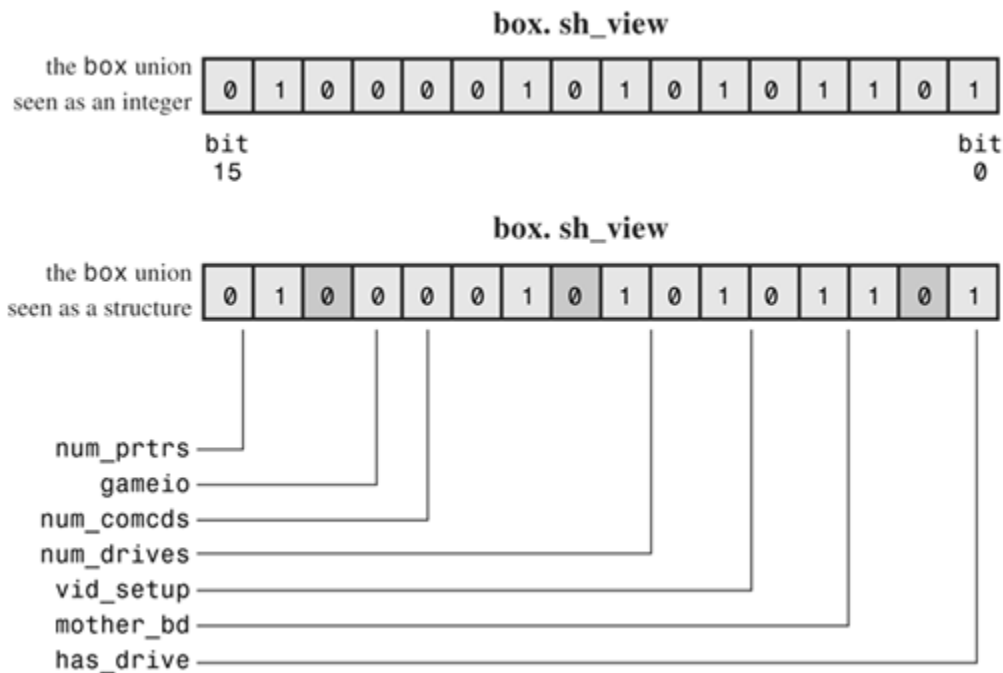 box. sh_view
the box union
seen as an integer
0 1 0 0 0 0 1 0 1 0 1 0 1 1 0 1
bit
15
bit
0
box. sh_view
the box union
seen as a structure
0 1 0 0 0 0 1 0 1 0 1 0 1 1 0 1
num_prtrs
gameio
num_comcds
num_drives
vid_setup
mother_bd
has_drive